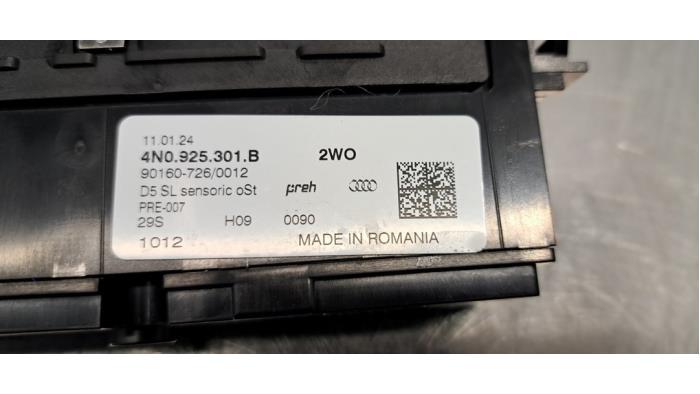 11.01.24
4N0.925.301.B 2WO
90160-726/0012
D5 SL sensoric oSt preh
PRE-007
29S H09 0090
1012 MADE IN ROMANIA